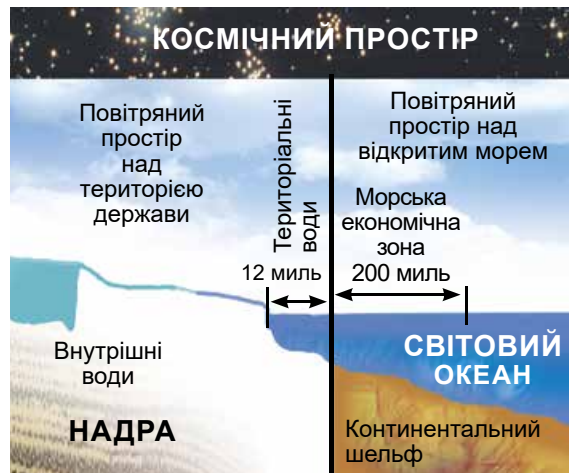 КОСМІЧНИЙ ПРОСТІР
Повітряний
простір
над
територією
держави
Територіальні
води
12 миль
Повітряний
простір над
відкритим морем
Морська
економічна
зона
200 миль
Внутрішні
води
НАДРА
СВІТОВИЙ
ОКЕАН
Континентальний
шельф